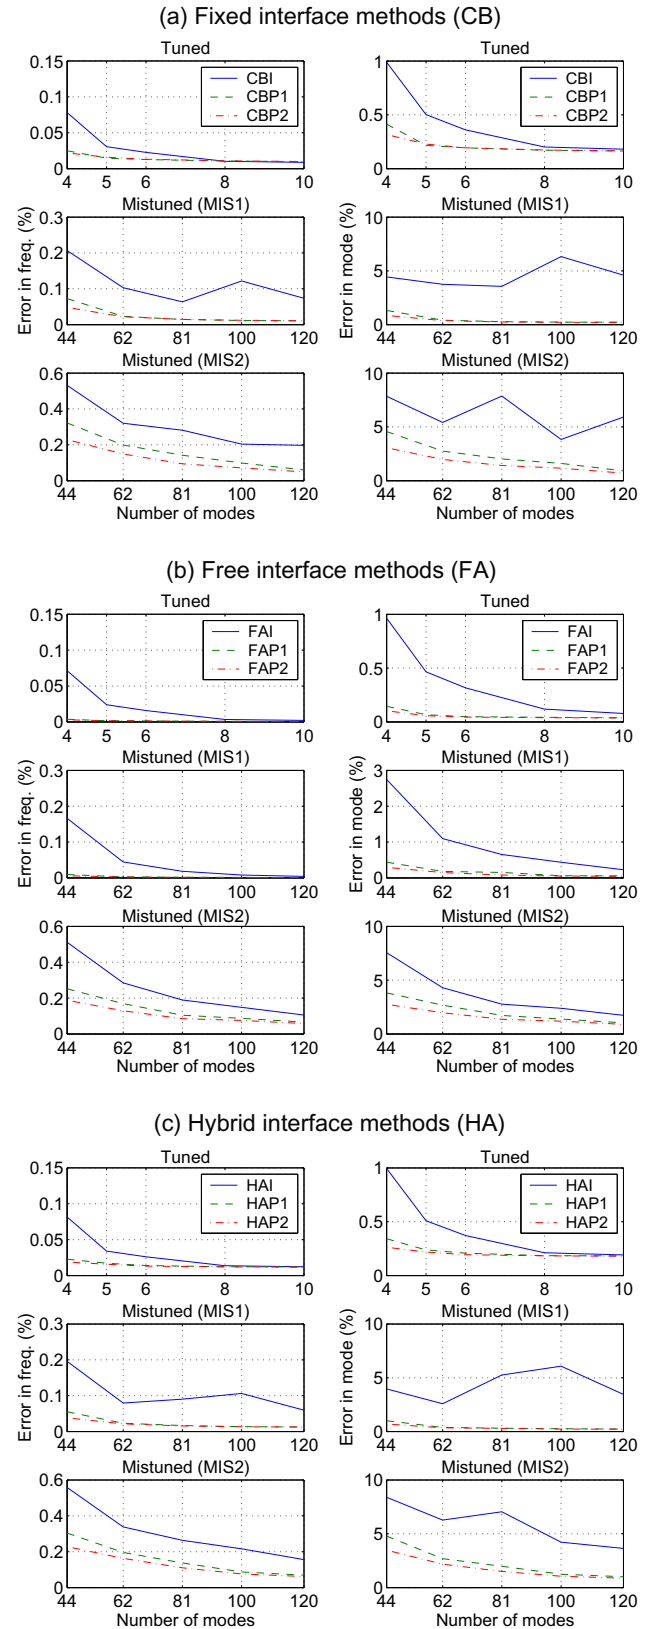 (a) Fixed interface methods (CB)
Tuned
0.15
0.1
0.05
0
4 5 6 8 10
CBI
CBP1
CBP2
Tuned
1
0.5
0
4 5 6 8 10
CBI
CBP1
CBP2
Mistuned (MIS1)
Error in freq. (%)
0.3
0.2
0.1
0
44 62 81 100 120
Mistuned (MIS1)
Error in mode (%)
10
5
0
44 62 81 100 120
Mistuned (MIS2)
0.6
0.4
0.2
0
44 62 81 100 120
Number of modes
Mistuned (MIS2)
10
5
0
44 62 81 100 120
Number of modes
(b) Free interface methods (FA)
Tuned
0.15
0.1
0.05
0
4 5 6 8 10
FAI
FAP1
FAP2
Tuned
1
0.5
0
4 5 6 8 10
FAI
FAP1
FAP2
Mistuned (MIS1)
Error in freq. (%)
0.3
0.2
0.1
0
44 62 81 100 120
Mistuned (MIS1)
Error in mode (%)
3
2
1
0
44 62 81 100 120
Mistuned (MIS2)
0.6
0.4
0.2
0
44 62 81 100 120
Number of modes
Mistuned (MIS2)
10
5
0
44 62 81 100 120
Number of modes
(c) Hybrid interface methods (HA)
Tuned
0.15
0.1
0.05
0
4 5 6 8 10
HAI
HAP1
HAP2
Tuned
1
0.5
0
4 5 6 8 10
HAI
HAP1
HAP2
Mistuned (MIS1)
Error in freq. (%)
0.3
0.2
0.1
0
44 62 81 100 120
Mistuned (MIS1)
Error in mode (%)
10
5
0
44 62 81 100 120
Mistuned (MIS2)
0.6
0.4
0.2
0
44 62 81 100 120
Number of modes
Mistuned (MIS2)
10
5
0
44 62 81 100 120
Number of modes